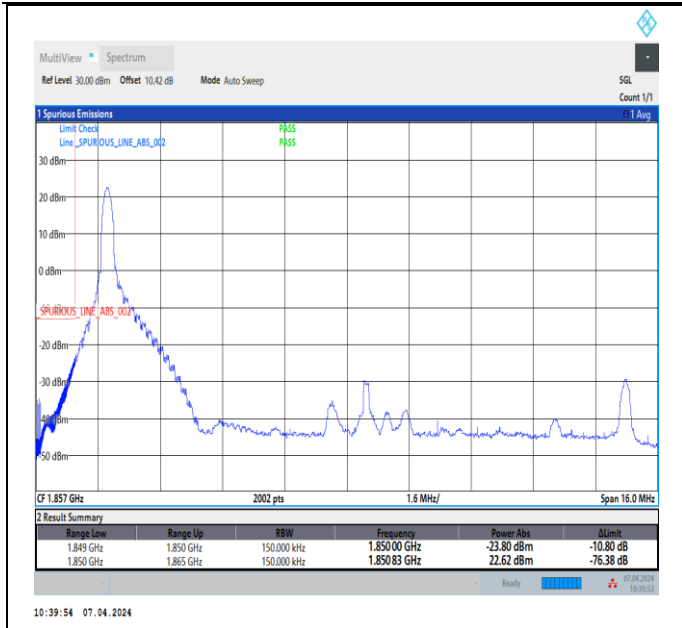 MultiView Spectrum
Ref Level 30.00 dBm Offset 10.42 dB Mode Auto Sweep SGL
Count 1/1
1 Spurious Emissions 1 Avg
Limit Check PASS
Line _SPURIOUS_LINE_ABS_002 PASS
30 dBm
20 dBm
10 dBm
0 dBm
-10 dBm
_SPURIOUS_LINE_ABS_002
-20 dBm
-30 dBm
-40 dBm
-50 dBm
CF 1.857 GHz 2002 pts 1.6 MHz/ Span 16.0 MHz
2 Result Summary
Range Low Range Up RBW Frequency Power Abs ΔLimit
1.849 GHz 1.850 GHz 150.000 kHz 1.85000 GHz -23.80 dBm -10.80 dB
1.850 GHz 1.865 GHz 150.000 kHz 1.85083 GHz 22.62 dBm -76.38 dB
Ready 07.04.2024
10:39:53
10:39:54 07.04.2024